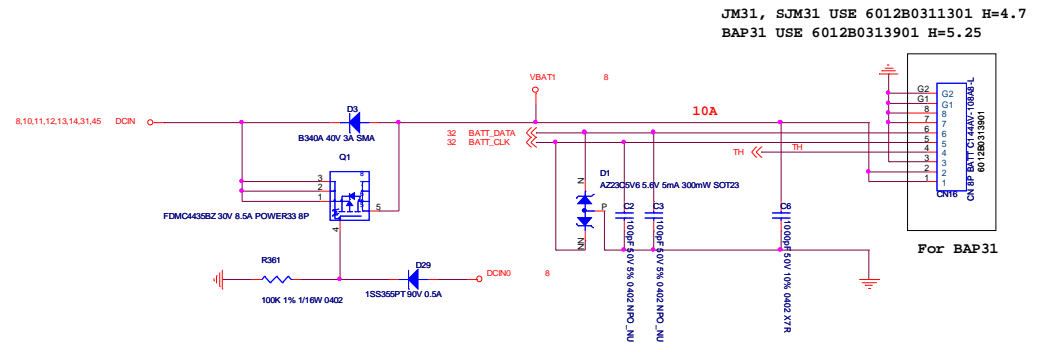 JM31, SJM31 USE 6012B0311301 H=4.7
BAP31 USE 6012B0313901 H=5.25
VBAT1 8
10A
8,10,11,12,13,14,31,45 DCIN
D3
B340A 40V 3A SMA
Q1
3
2
1
8
7
6
5
4
FDMC4435BZ 30V 8.5A POWER33 8P
R361
100K 1% 1/16W 0402
D29
1SS355PT 90V 0.5A
DCIN0 8
32 BATT_DATA
32 BATT_CLK
TH TH
D1
AZ23C5V6 5.6V 5mA 300mW SOT23
N
P
NN
C2
100pF 50V 5% 0402 NPO_NU
C3
100pF 50V 5% 0402 NPO_NU
C6
1000pF 50V 10% 0402 X7R
G2 G2
G1 G1
8 8
7 7
6 6
5 5
4 4
3 3
2 2
1 1
CN16
CN 8P BATT C144AV-108A8-L
6012B0313901
For BAP31